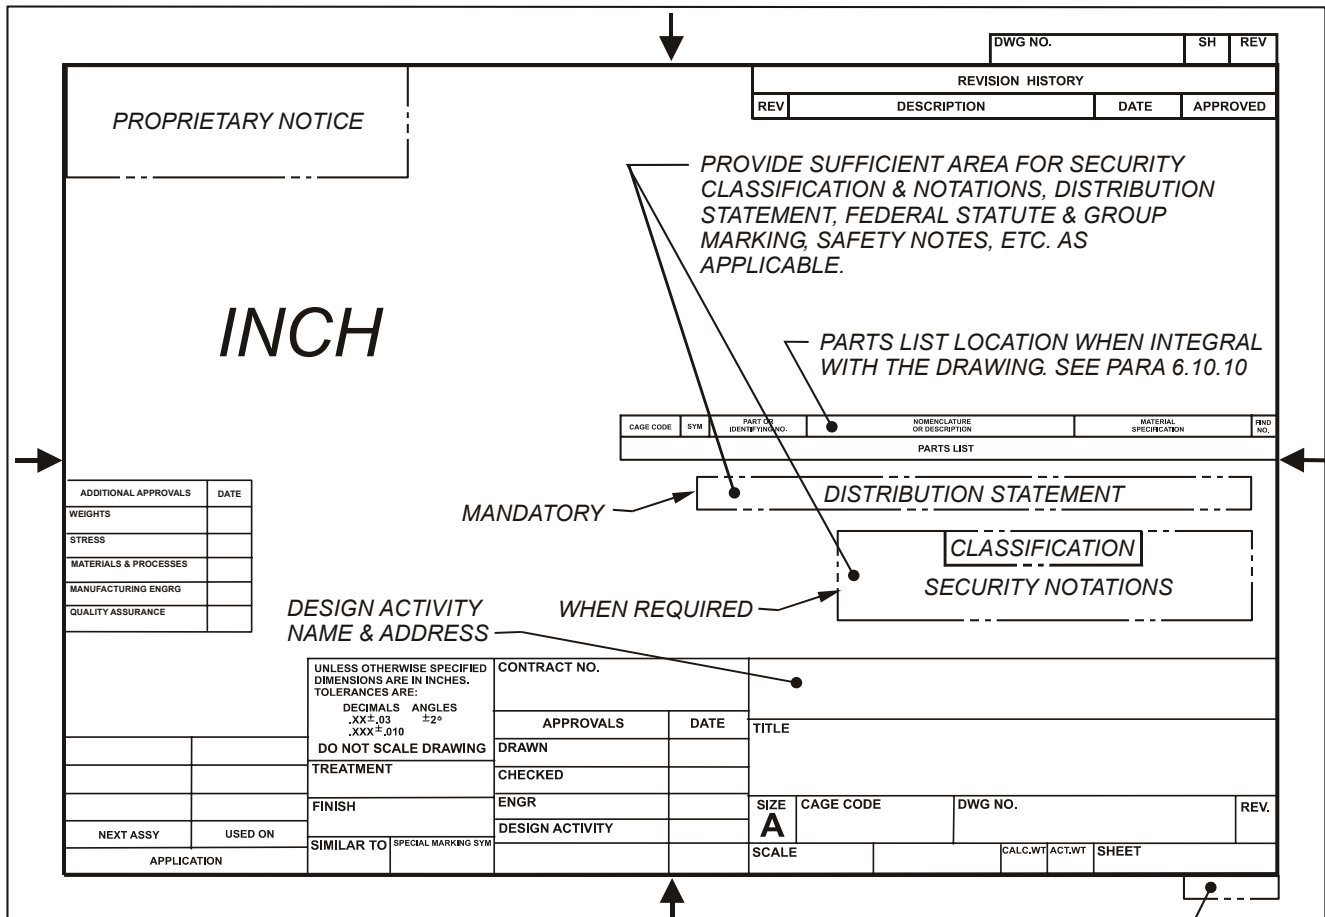 DWG NO. SH REV
REVISION HISTORY
REV DESCRIPTION DATE APPROVED
PROPRIETARY NOTICE
PROVIDE SUFFICIENT AREA FOR SECURITY
CLASSIFICATION & NOTATIONS, DISTRIBUTION
STATEMENT, FEDERAL STATUTE & GROUP
MARKING, SAFETY NOTES, ETC. AS
APPLICABLE.
INCH
PARTS LIST LOCATION WHEN INTEGRAL
WITH THE DRAWING. SEE PARA 6.10.10
CAGE CODE SYM PART OR IDENTIFYING NO. NOMENCLATURE OR DESCRIPTION MATERIAL SPECIFICATION FIND NO.
PARTS LIST
ADDITIONAL APPROVALS DATE
WEIGHTS
STRESS
MATERIALS & PROCESSES
MANUFACTURING ENGRG
QUALITY ASSURANCE
MANDATORY
DISTRIBUTION STATEMENT
CLASSIFICATION
SECURITY NOTATIONS
WHEN REQUIRED
DESIGN ACTIVITY
NAME & ADDRESS
UNLESS OTHERWISE SPECIFIED
DIMENSIONS ARE IN INCHES.
TOLERANCES ARE:
DECIMALS ANGLES
.XX±.03 ±2°
.XXX±.010
DO NOT SCALE DRAWING
TREATMENT
FINISH
SIMILAR TO SPECIAL MARKING SYM
CONTRACT NO.
APPROVALS DATE
DRAWN
CHECKED
ENGR
DESIGN ACTIVITY
TITLE
SIZE CAGE CODE DWG NO. REV.
A
SCALE CALC.WT ACT.WT SHEET
NEXT ASSY USED ON
APPLICATION